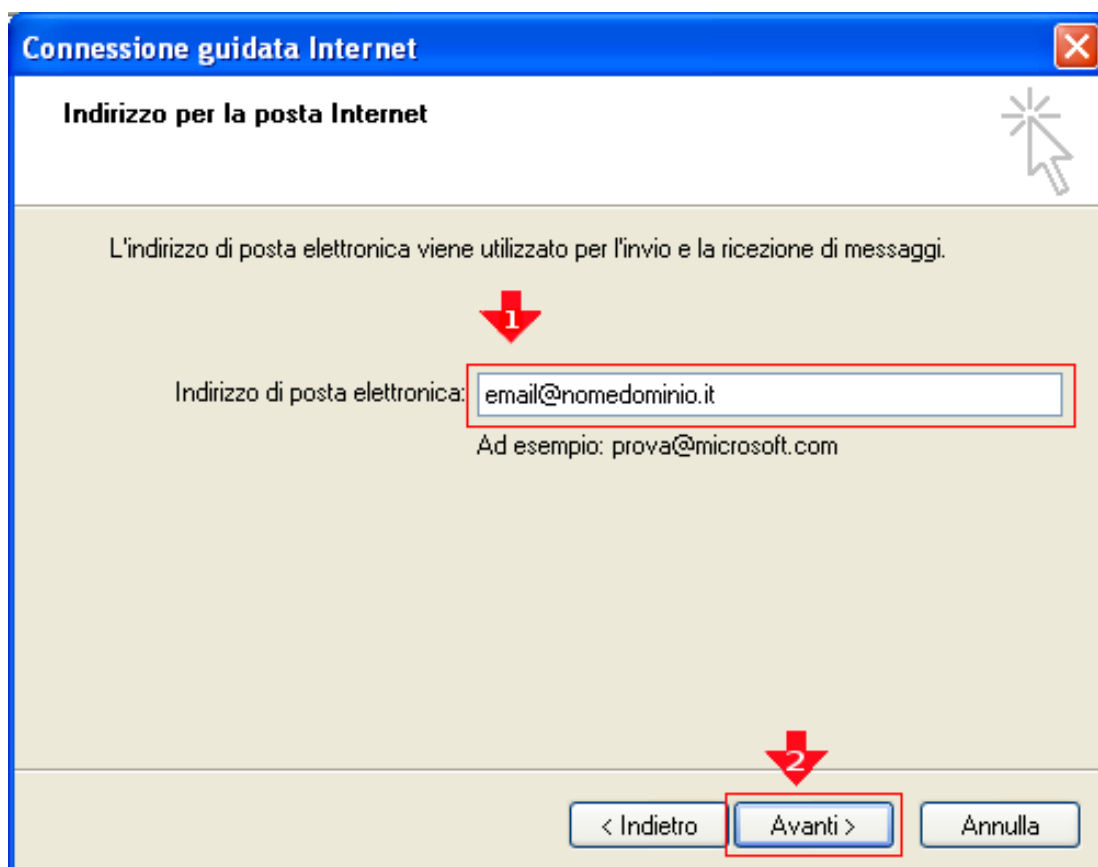 Connessione guidata Internet
Indirizzo per la posta Internet
L'indirizzo di posta elettronica viene utilizzato per l'invio e la ricezione di messaggi.
1
Indirizzo di posta elettronica: email@nomedominio.it
Ad esempio: prova@microsoft.com
2
< Indietro Avanti > Annulla